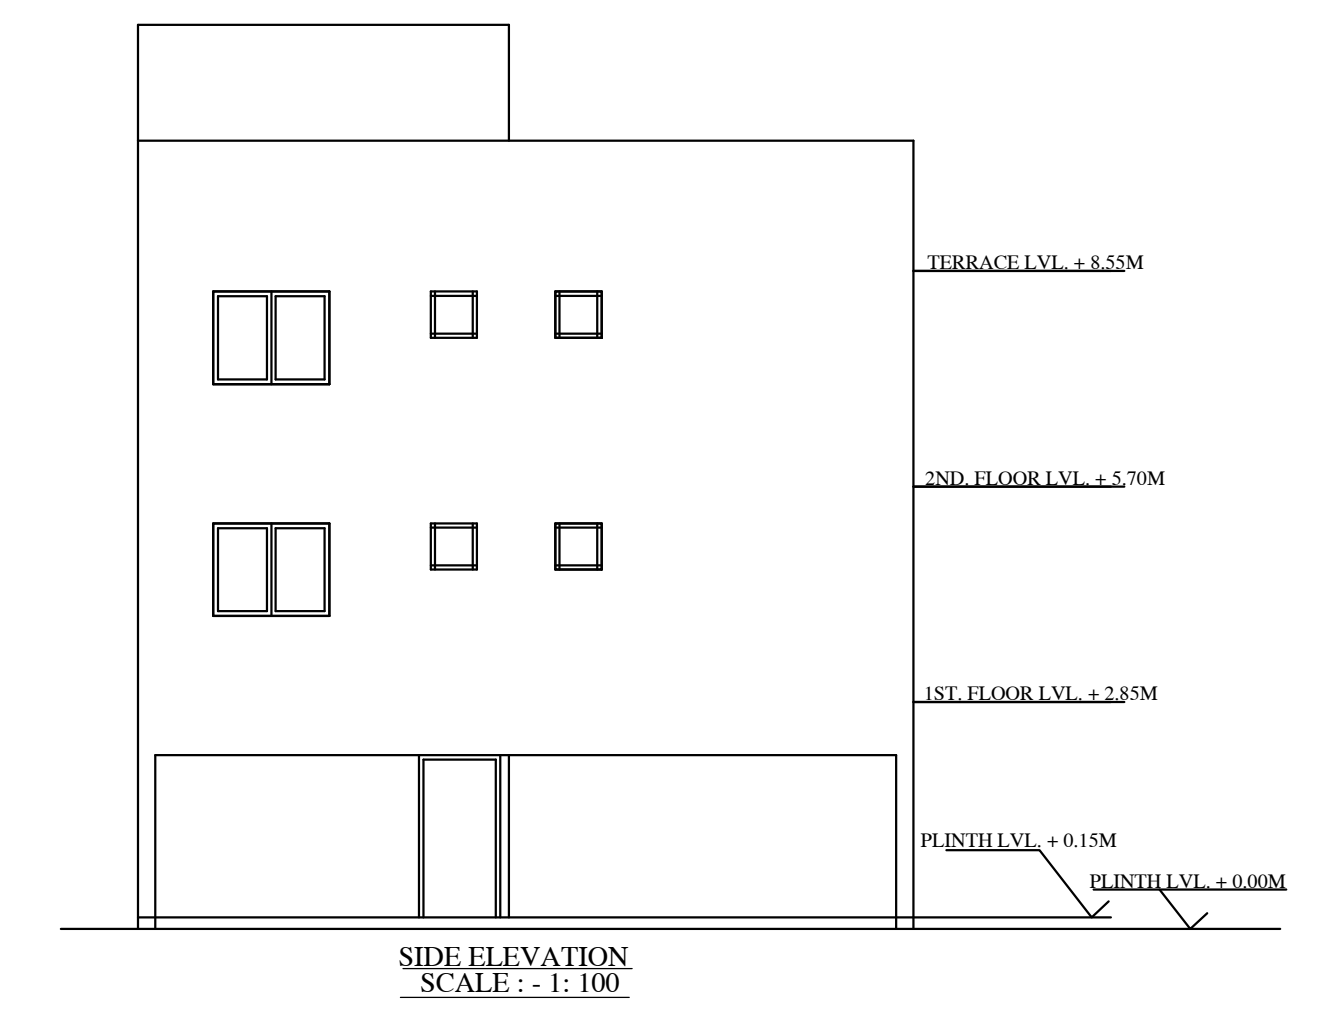 TERRACE LVL. + 8.55M
2ND. FLOOR LVL. + 5.70M
1ST. FLOOR LVL. + 2.85M
PLINTH LVL. + 0.15M
PLINTH LVL. + 0.00M
SIDE ELEVATION
SCALE : - 1: 100